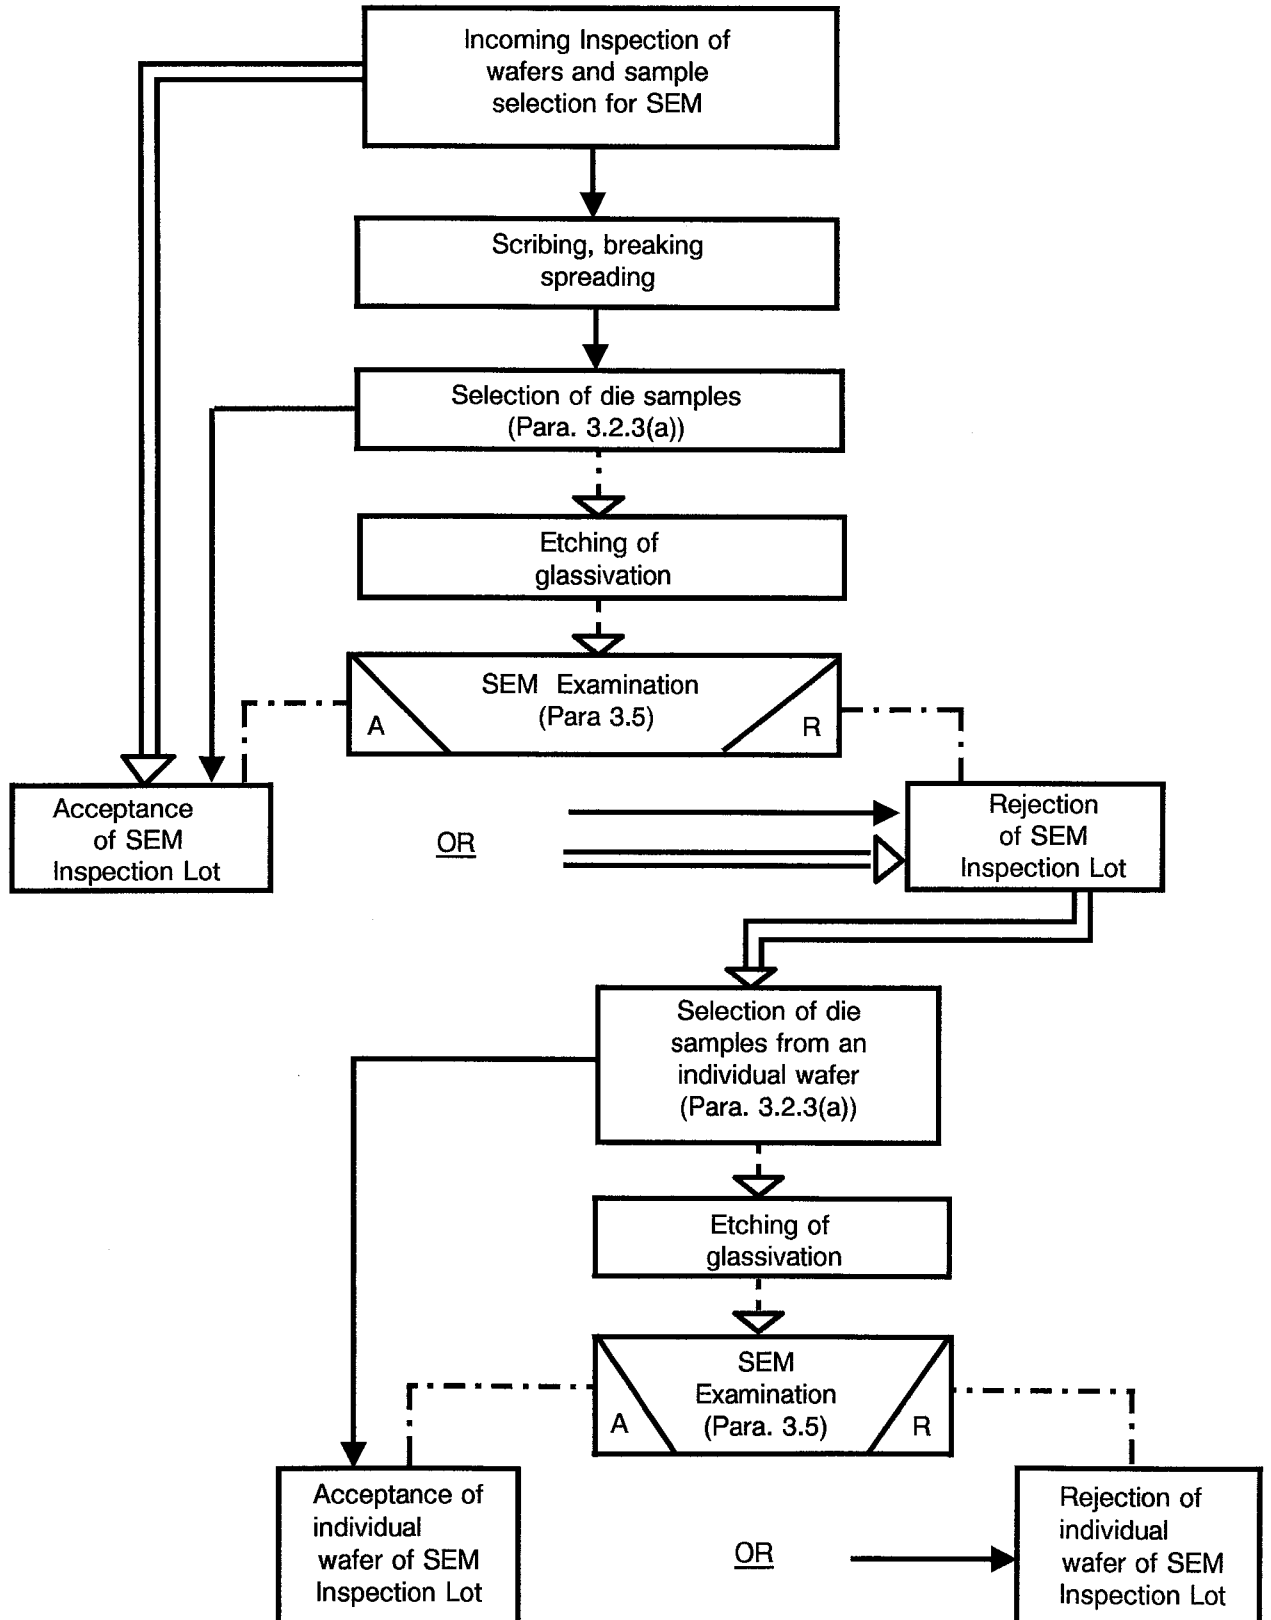 Incoming Inspection of
wafers and sample
selection for SEM
Scribing, breaking
spreading
Selection of die samples
(Para. 3.2.3(a))
Etching of
glassivation
SEM Examination
(Para 3.5)
A
R
Acceptance
of SEM
Inspection Lot
OR
Rejection
of SEM
Inspection Lot
Selection of die
samples from an
individual wafer
(Para. 3.2.3(a))
Etching of
glassivation
SEM
Examination
(Para. 3.5)
A
R
Acceptance of
individual
wafer of SEM
Inspection Lot
OR
Rejection of
individual
wafer of SEM
Inspection Lot